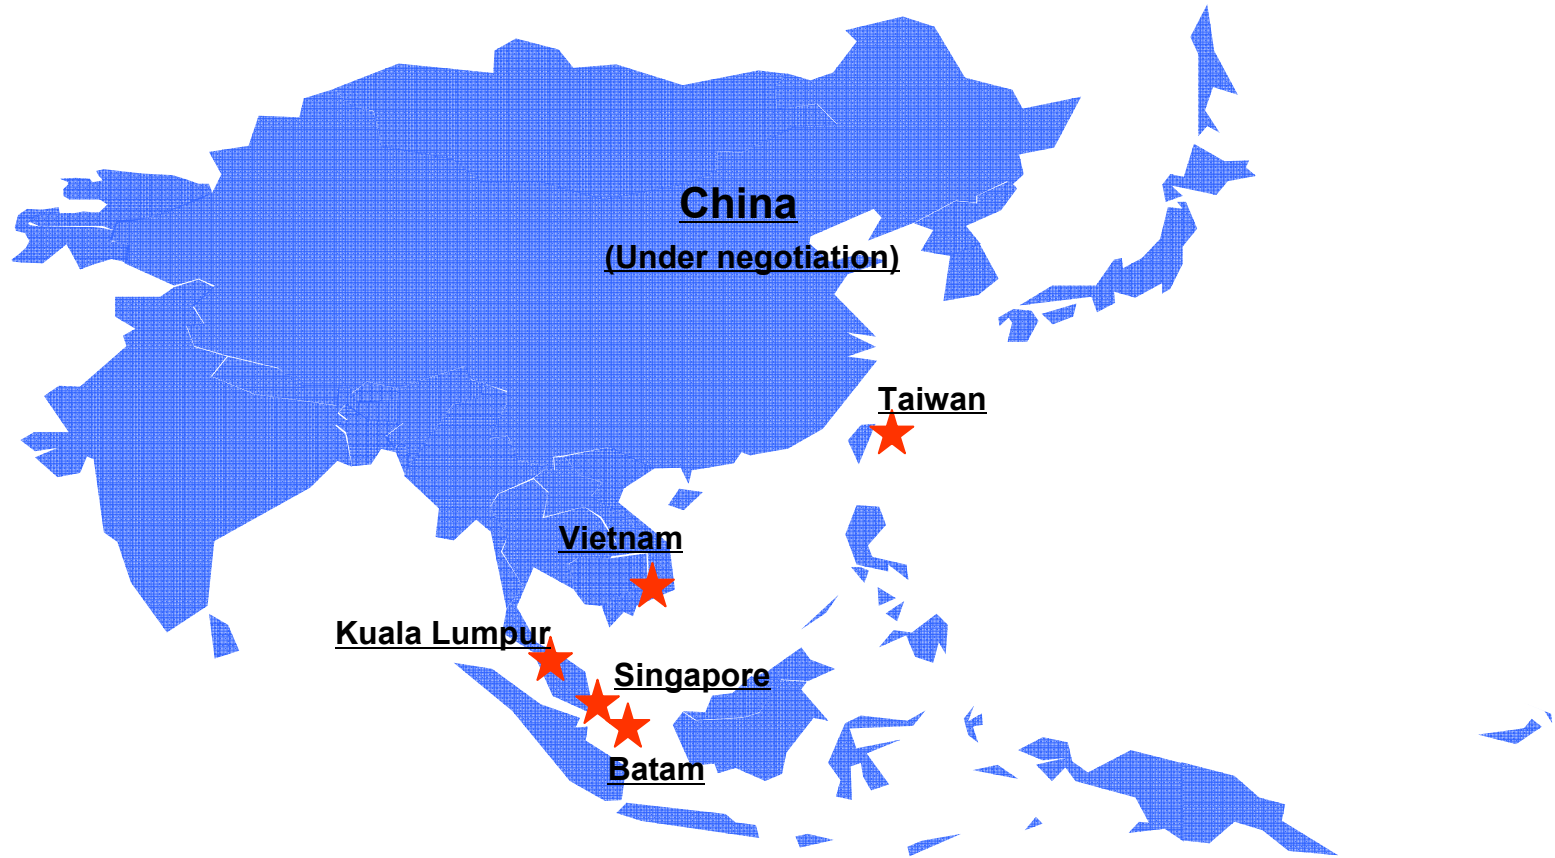 China
(Under negotiation)
Taiwan
Vietnam
Kuala Lumpur
Singapore
Batam